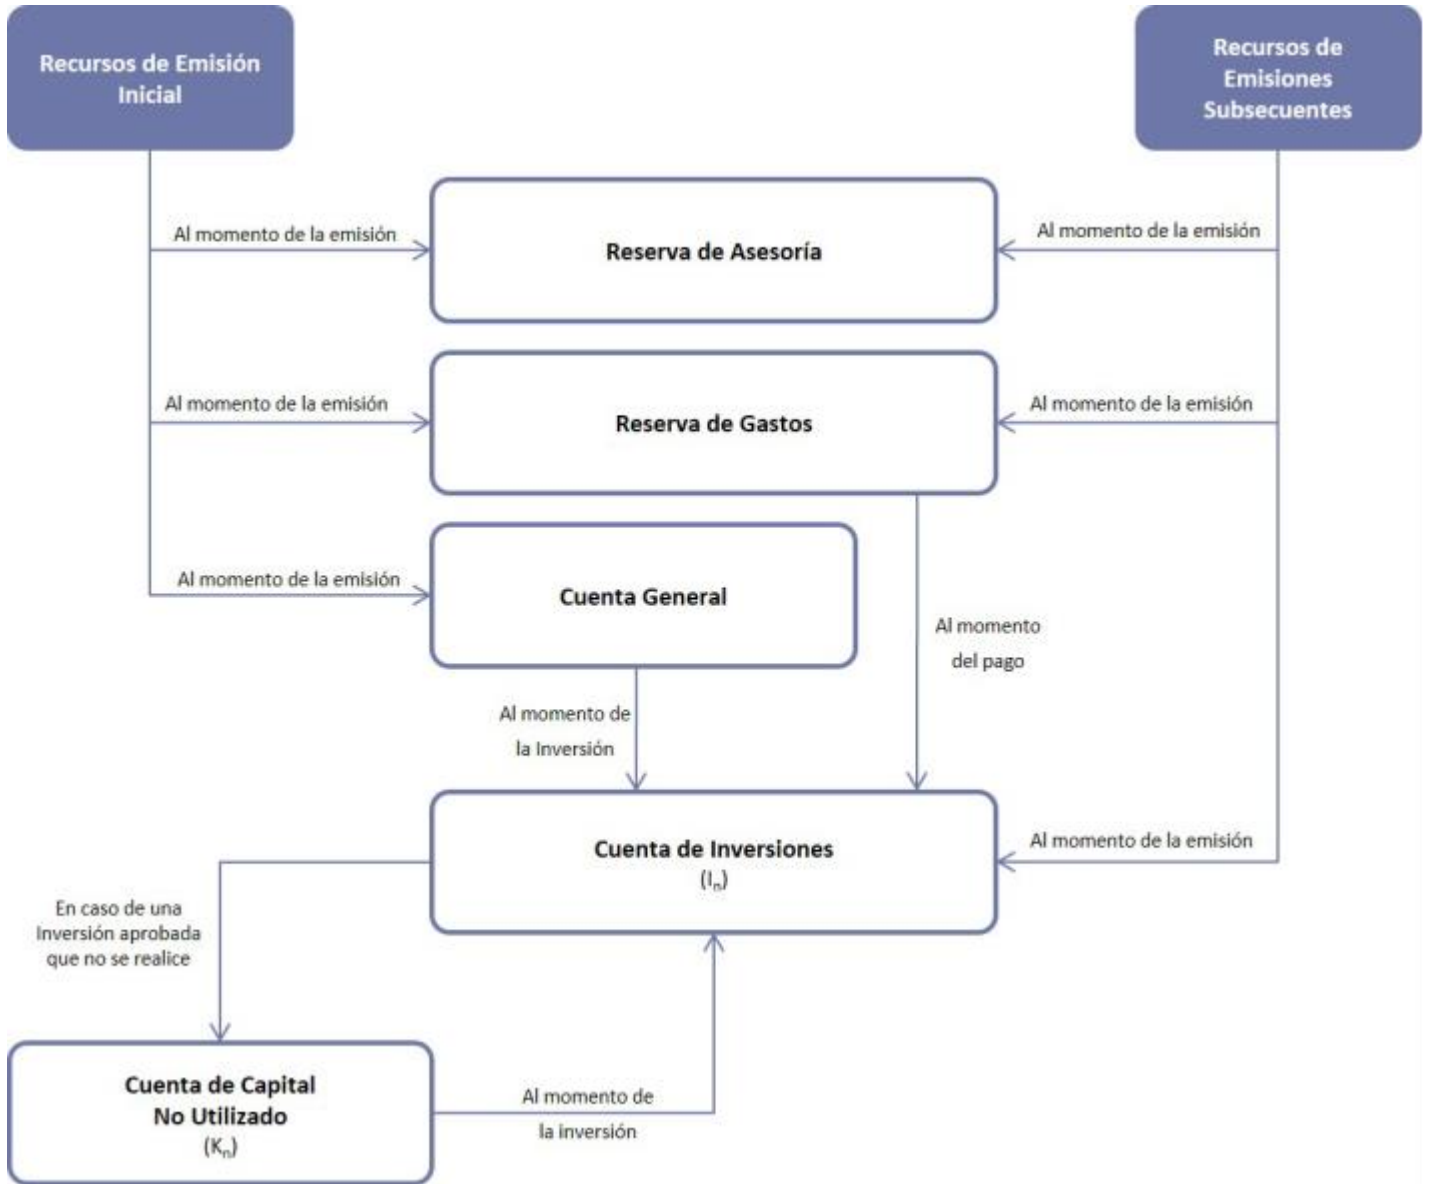 Recursos de Emisión
Inicial
Recursos de
Emisiones
Subsecuentes
Al momento de la emisión
Reserva de Asesoría
Al momento de la emisión
Al momento de la emisión
Reserva de Gastos
Al momento de la emisión
Al momento de la emisión
Cuenta General
Al momento
del pago
Al momento de
la Inversión
Cuenta de Inversiones
(Iₙ)
Al momento de la emisión
En caso de una
Inversión aprobada
que no se realice
Cuenta de Capital
No Utilizado
(Kₙ)
Al momento de
la inversión